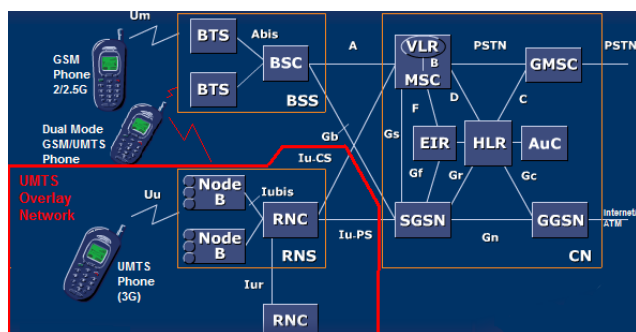 Um
BTS
Abis
BSC
BTS
BSS
GSM
Phone
2/2.5G
Dual Mode
GSM/UMTS
Phone
A
VLR
B
MSC
PSTN
GMSC
PSTN
F
D
C
Gb
Gs
EIR
HLR
AuC
Iu-CS
Gf
Gr
Gc
UMTS
Overlay
Network
Uu
Node
B
Iubis
RNC
Node
B
RNS
Iu-PS
SGSN
Gn
GGSN
Internet
ATM
CN
UMTS
Phone
(3G)
Iur
RNC